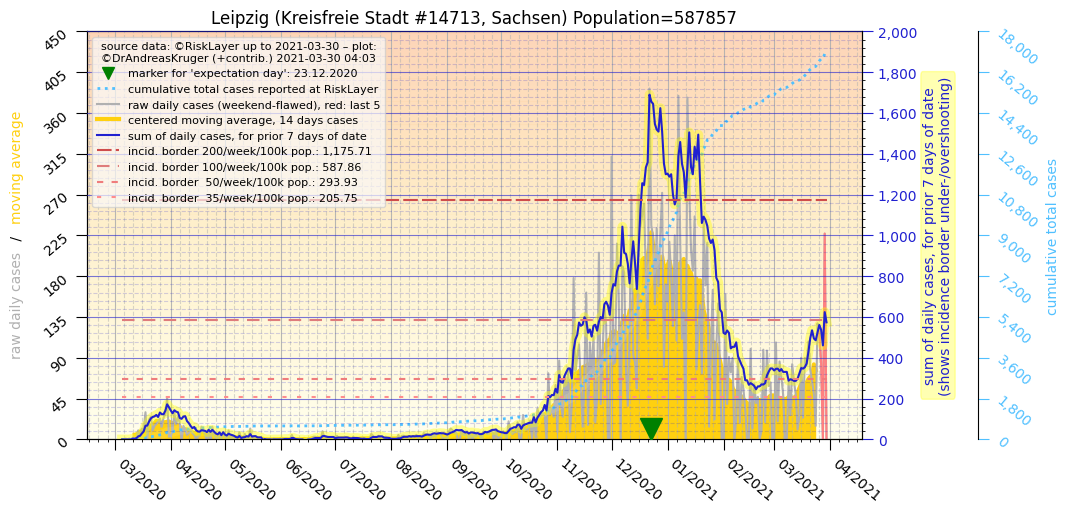 Leipzig (Kreisfreie Stadt #14713, Sachsen) Population=587857
source data: ©RiskLayer up to 2021-03-30 – plot:
©DrAndreasKruger (+contrib.) 2021-03-30 04:03
marker for 'expectation day': 23.12.2020
cumulative total cases reported at RiskLayer
raw daily cases (weekend-flawed), red: last 5
centered moving average, 14 days cases
sum of daily cases, for prior 7 days of date
incid. border 200/week/100k pop.: 1,175.71
incid. border 100/week/100k pop.: 587.86
incid. border  50/week/100k pop.: 293.93
incid. border  35/week/100k pop.: 205.75
raw daily cases / moving average
450
405
360
315
270
225
180
135
90
45
0
03/2020
04/2020
05/2020
06/2020
07/2020
08/2020
09/2020
10/2020
11/2020
12/2020
01/2021
02/2021
03/2021
04/2021
2,000
1,800
1,600
1,400
1,200
1,000
800
600
400
200
0
sum of daily cases, for prior 7 days of date
(shows incidence border under-/overshooting)
18,000
16,200
14,400
12,600
10,800
9,000
7,200
5,400
3,600
1,800
0
cumulative total cases